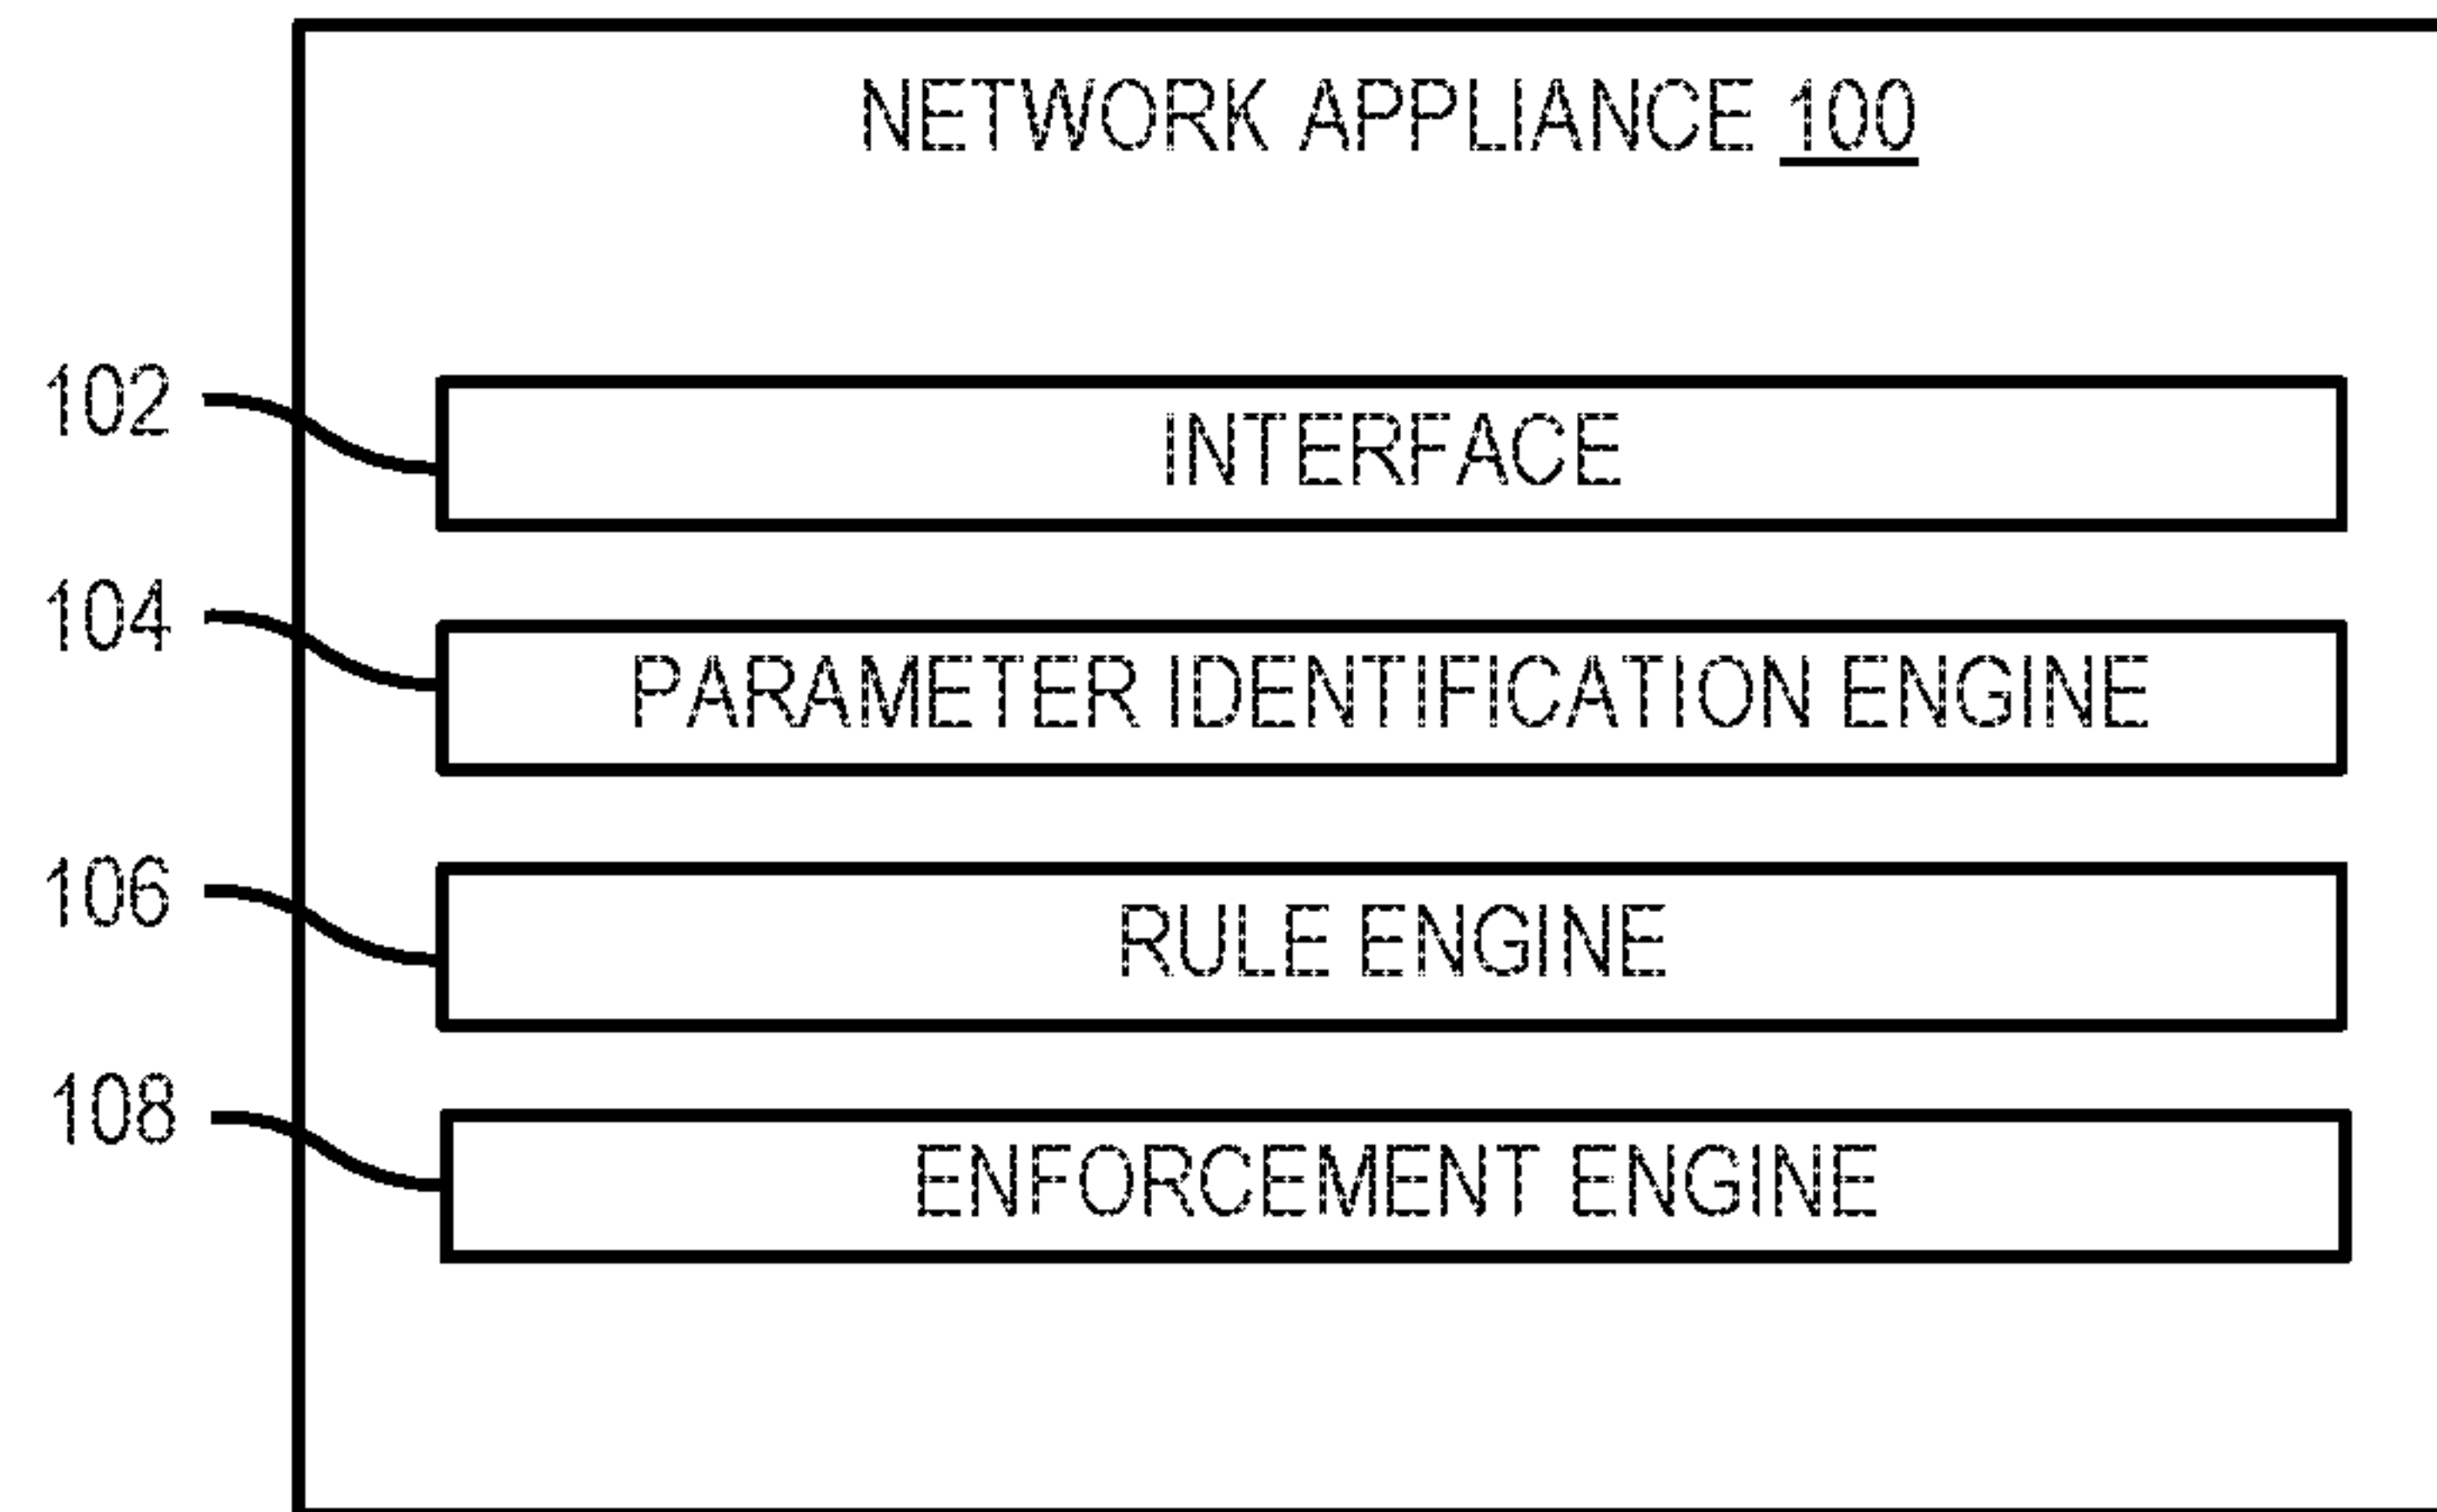 NETWORK APPLIANCE 100
102
INTERFACE
104
PARAMETER IDENTIFICATION ENGINE
106
RULE ENGINE
108
ENFORCEMENT ENGINE